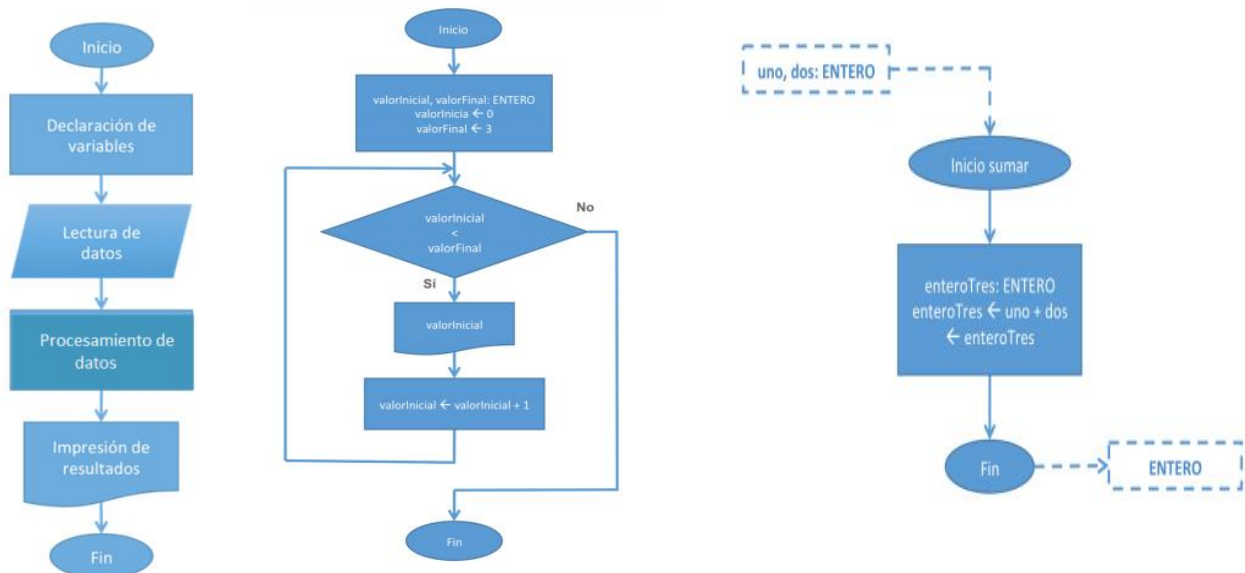 Inicio
Declaración de
variables
Lectura de
datos
Procesamiento de
datos
Impresión de
resultados
Fin
Inicio
valorInicial, valorFinal: ENTERO
valorInicia ← 0
valorFinal ← 3
valorInicial
<
valorFinal
No
Si
valorInicial
valorInicial ← valorInicial + 1
Fin
uno, dos: ENTERO
Inicio sumar
enteroTres: ENTERO
enteroTres ← uno + dos
← enteroTres
Fin
ENTERO